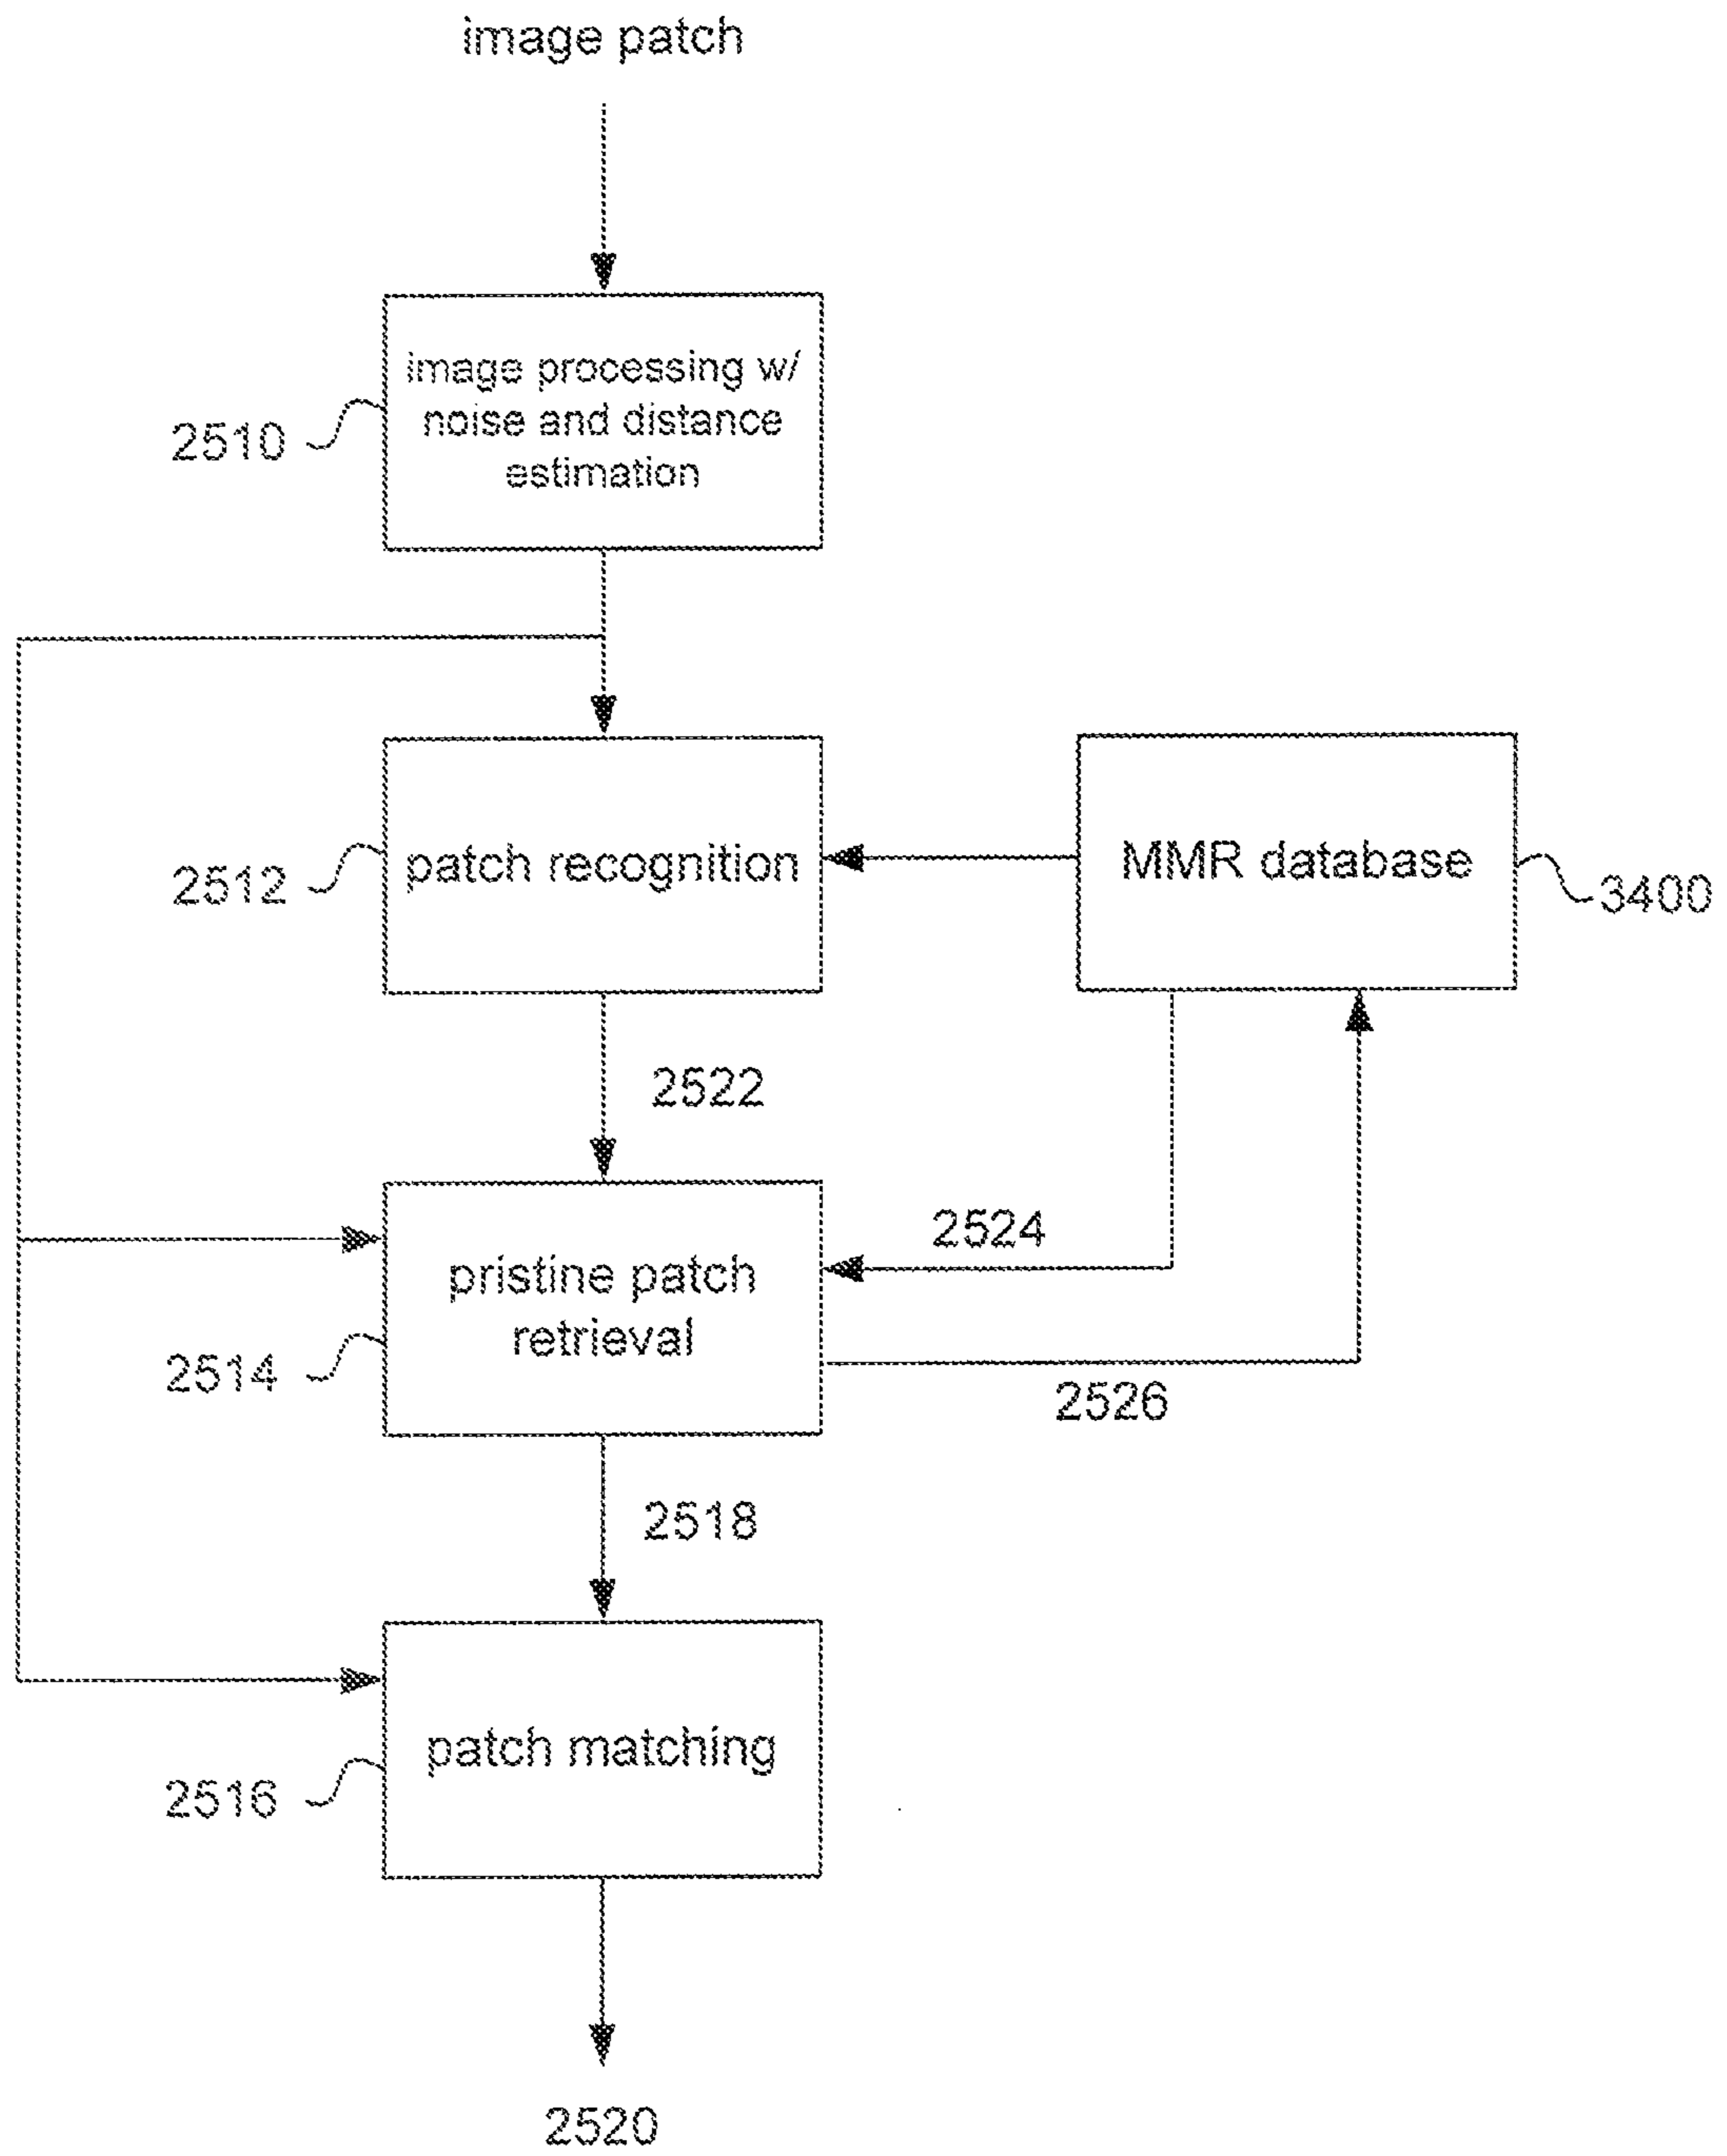 image patch
image processing w/
noise and distance
estimation
2510
patch recognition
2512
MMR database
3400
2522
2524
pristine patch
retrieval
2514
2526
2518
patch matching
2516
2520